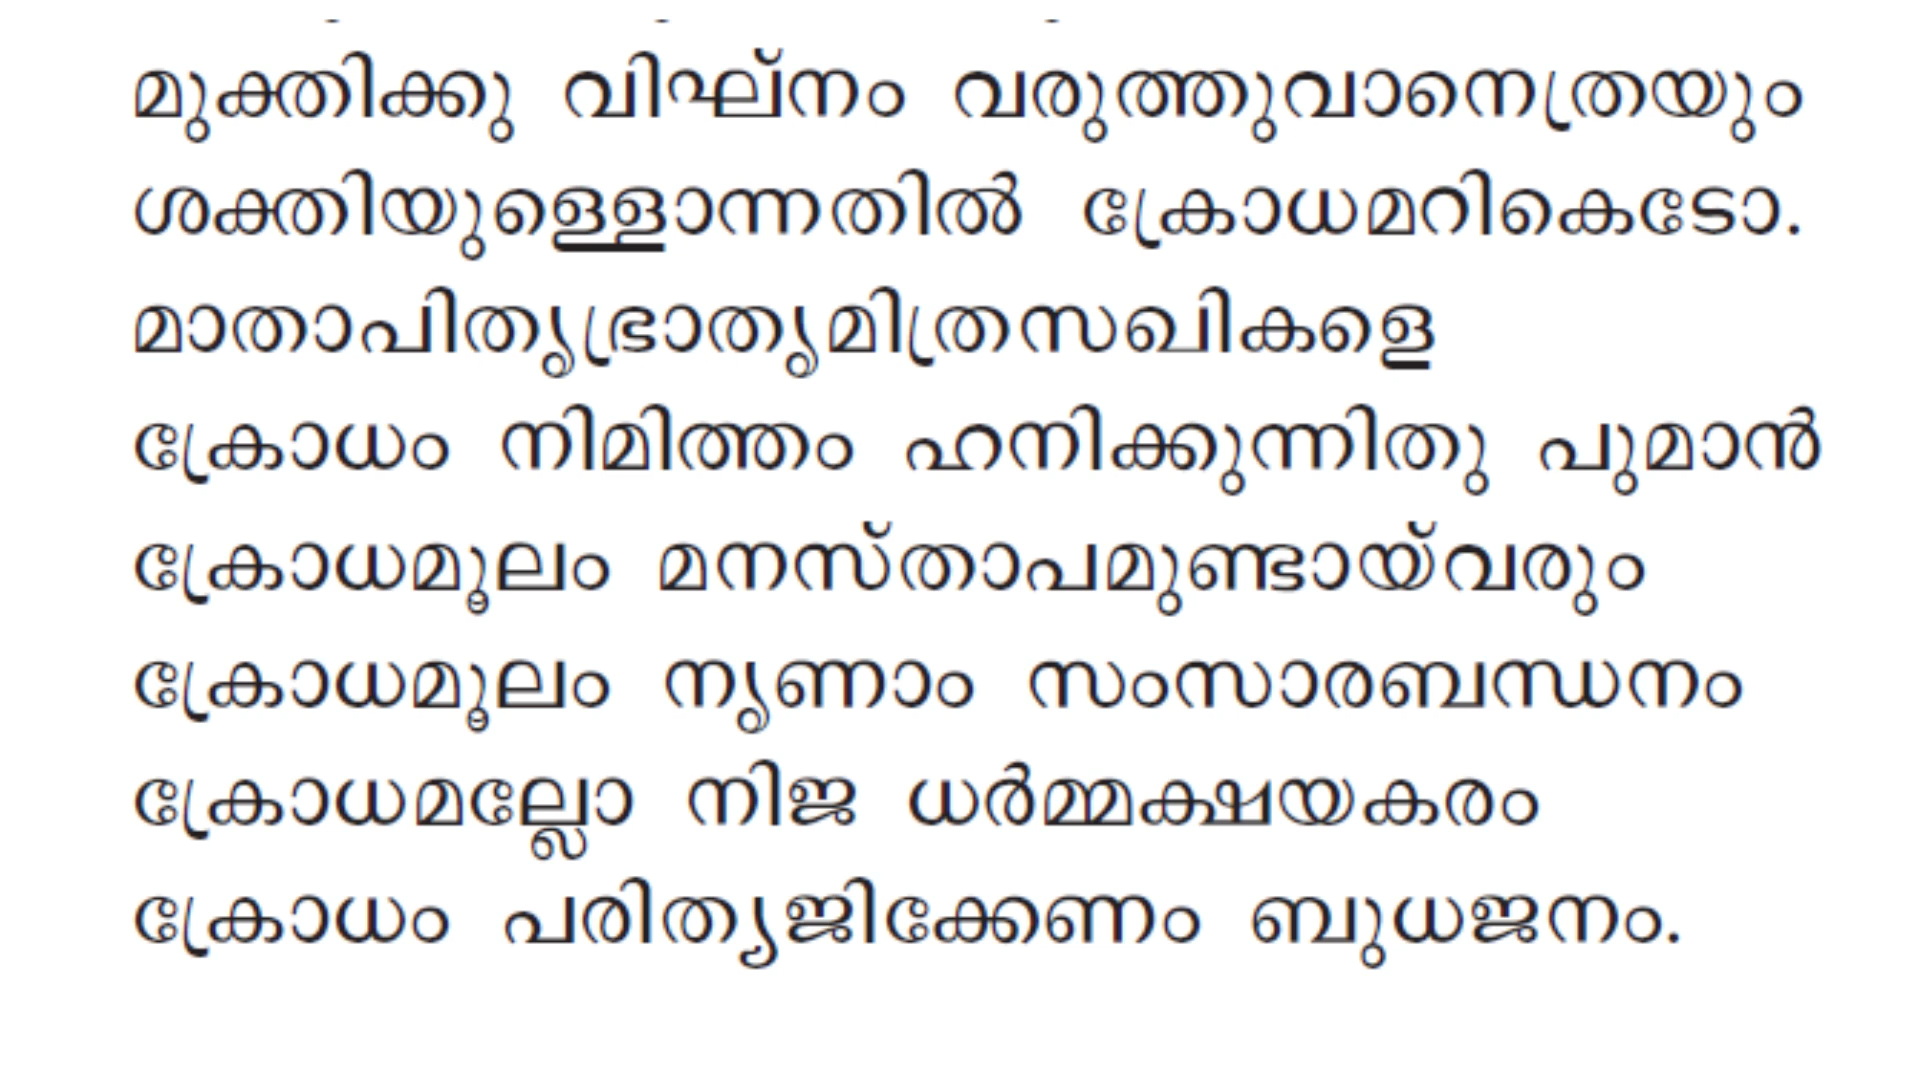 മുക്തിക്കു വിഘ്നം വരുത്തുവാനെത്രയും
ശക്തിയുള്ളൊന്നതിൽ ക്രോധമറികെടോ.
മാതാപിതൃഭ്രാതൃമിത്രസഖികളെ
ക്രോധം നിമിത്തം ഹനിക്കുന്നിതു പുമാൻ
ക്രോധമൂലം മനസ്താപമുണ്ടായ്‌വരും
ക്രോധമൂലം നൃണാം സംസാരബന്ധനം
ക്രോധമല്ലോ നിജ ധർമ്മക്ഷയകരം
ക്രോധം പരിത്യജിക്കേണം ബുധജനം.